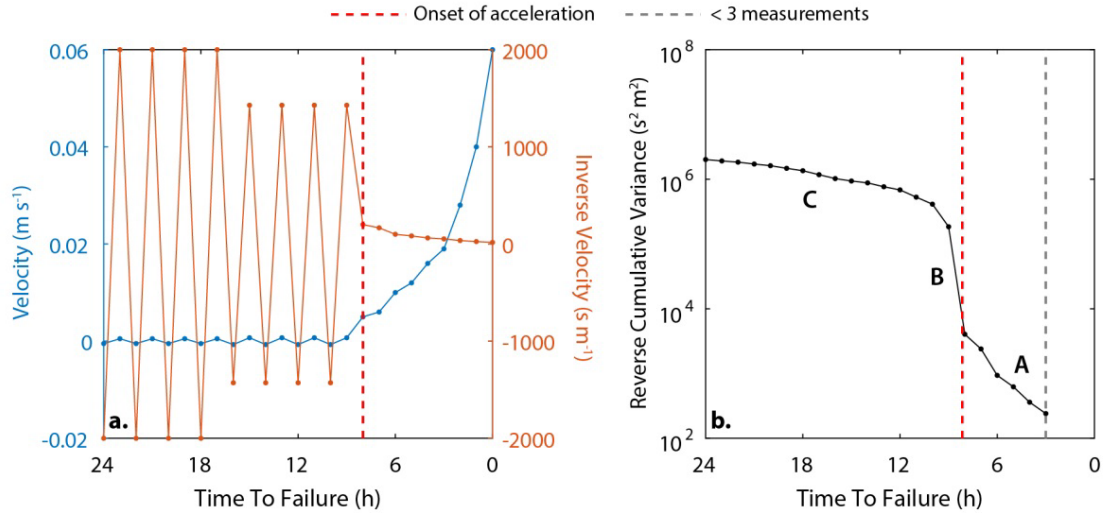 Onset of acceleration
< 3 measurements
0.06
0.04
0.02
0
-0.02
Velocity (m s⁻¹)
2000
1000
0
-1000
-2000
Inverse Velocity (s m⁻¹)
a.
24 18 12 6 0
Time To Failure (h)
10⁸
10⁶
10⁴
10²
Reverse Cumulative Variance (s² m²)
C
B
A
b.
24 18 12 6 0
Time To Failure (h)